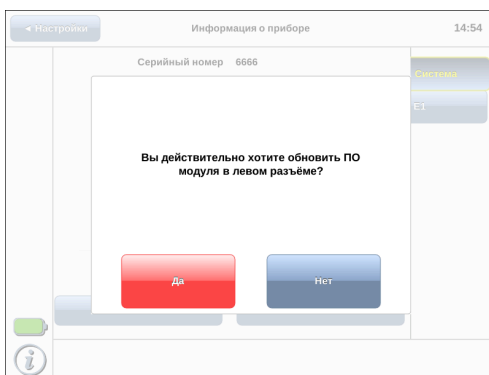 ◄ Настройки
Информация о приборе
14:54
Серийный номер 6666
Система
E1
Вы действительно хотите обновить ПО
модуля в левом разъёме?
Да
Нет
i